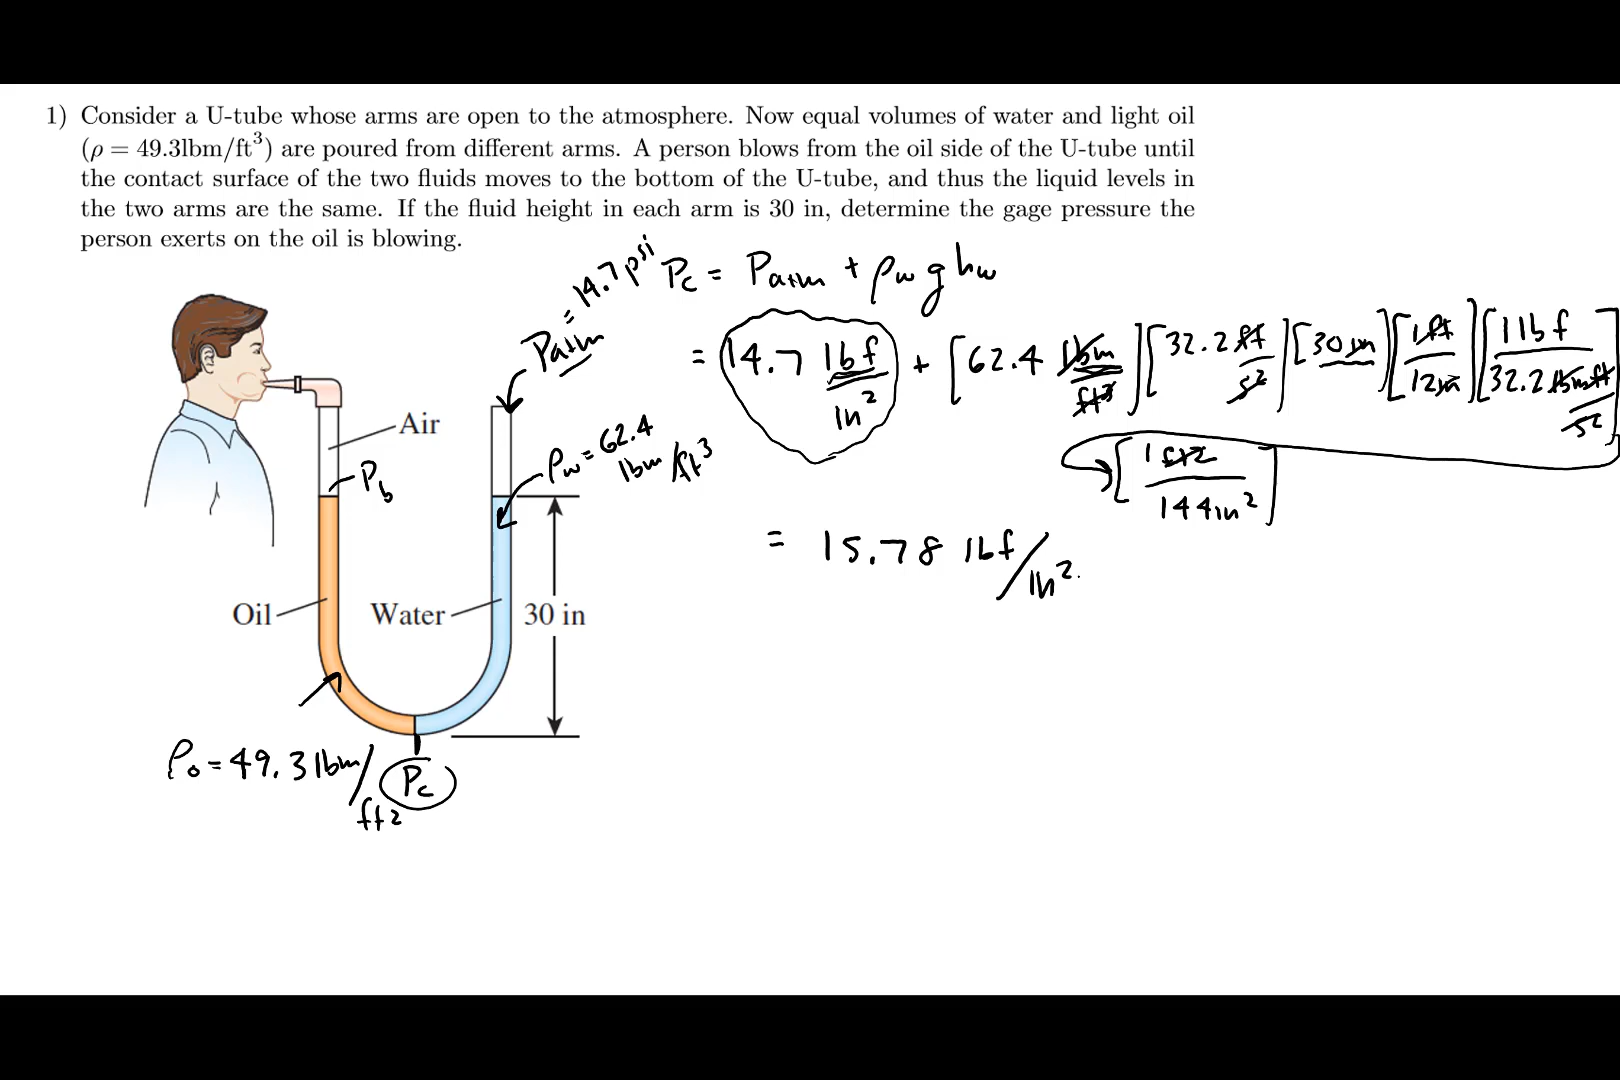 1) Consider a U-tube whose arms are open to the atmosphere. Now equal volumes of water and light oil
(ρ = 49.3lbm/ft³) are poured from different arms. A person blows from the oil side of the U-tube until
the contact surface of the two fluids moves to the bottom of the U-tube, and thus the liquid levels in
the two arms are the same. If the fluid height in each arm is 30 in, determine the gage pressure the
person exerts on the oil is blowing.
= 14.7 psi
Pc = Patm + ρw g hw
Patm
= 14.7 lbf/in² + [62.4 lbm/ft³][32.2 ft/s²][30 in][1ft/12in][1 lbf/32.2 lbm ft/s²]
[1 ft2/144in²]
Air
Pb
ρw = 62.4
lbm/ft³
= 15.78 lbf/in².
Oil
Water
30 in
ρo = 49.3 lbm/ft2
Pc